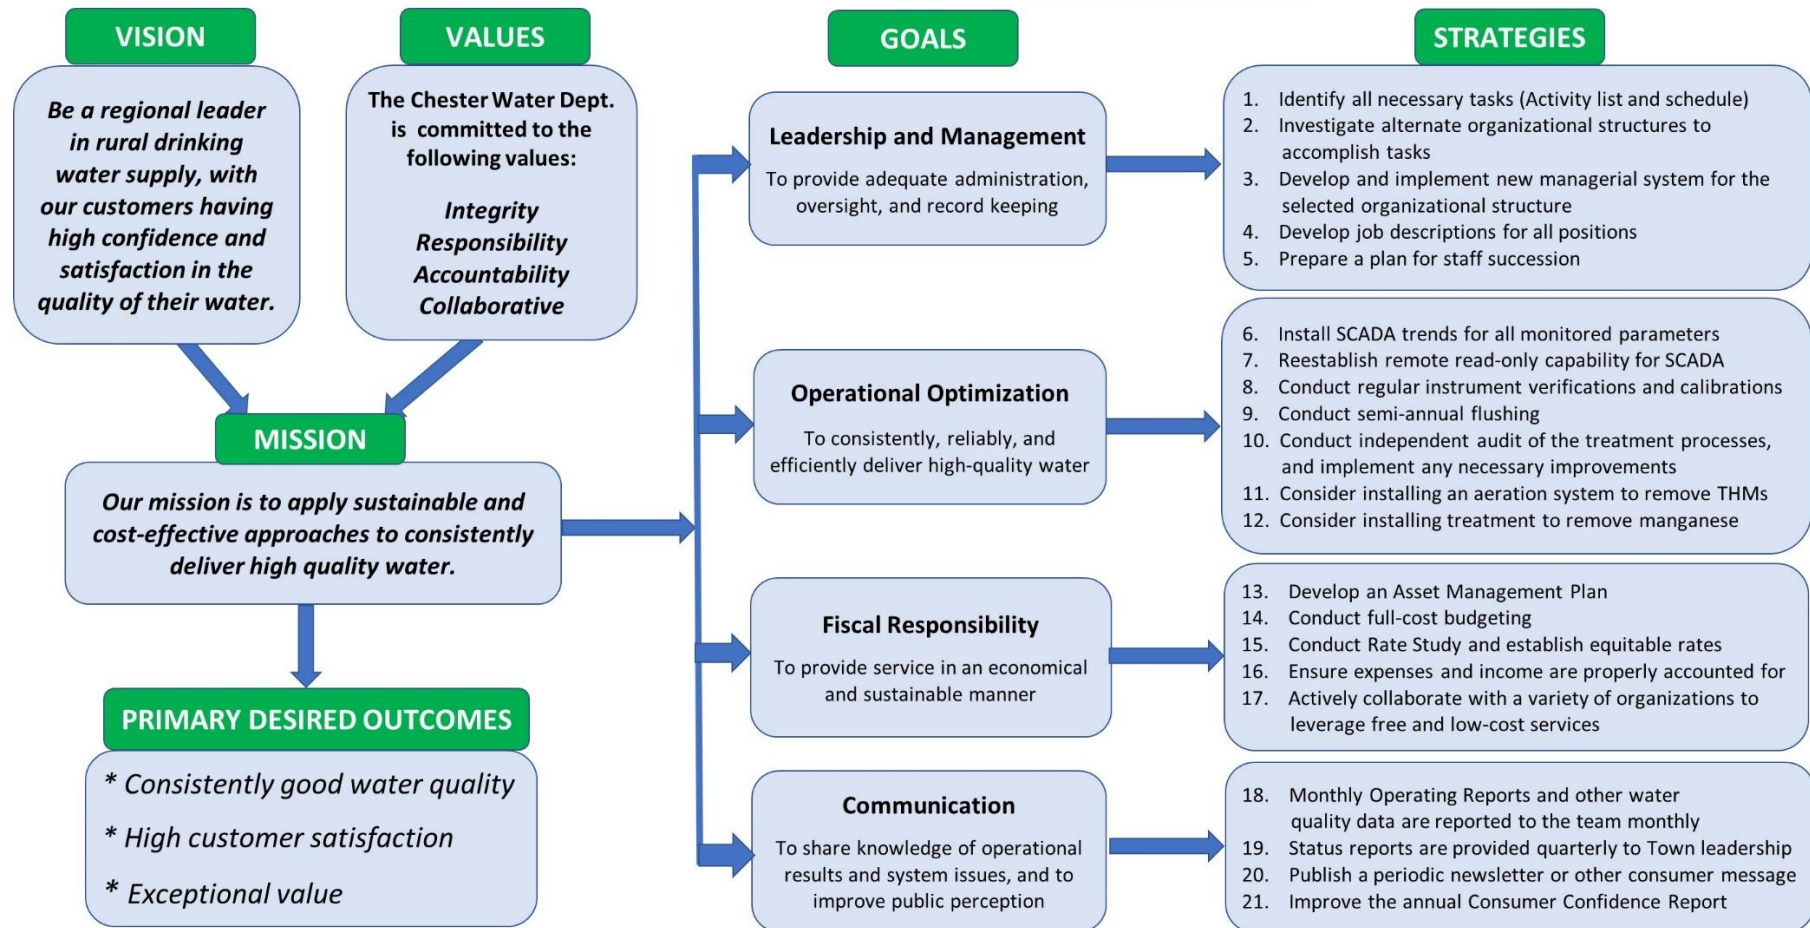 VISION
Be a regional leader
in rural drinking
water supply, with
our customers having
high confidence and
satisfaction in the
quality of their water.
VALUES
The Chester Water Dept.
is committed to the
following values:
Integrity
Responsibility
Accountability
Collaborative
MISSION
Our mission is to apply sustainable and
cost-effective approaches to consistently
deliver high quality water.
PRIMARY DESIRED OUTCOMES
* Consistently good water quality
* High customer satisfaction
* Exceptional value
GOALS
Leadership and Management
To provide adequate administration,
oversight, and record keeping
Operational Optimization
To consistently, reliably, and
efficiently deliver high-quality water
Fiscal Responsibility
To provide service in an economical
and sustainable manner
Communication
To share knowledge of operational
results and system issues, and to
improve public perception
STRATEGIES
1. Identify all necessary tasks (Activity list and schedule)
2. Investigate alternate organizational structures to
accomplish tasks
3. Develop and implement new managerial system for the
selected organizational structure
4. Develop job descriptions for all positions
5. Prepare a plan for staff succession
6. Install SCADA trends for all monitored parameters
7. Reestablish remote read-only capability for SCADA
8. Conduct regular instrument verifications and calibrations
9. Conduct semi-annual flushing
10. Conduct independent audit of the treatment processes,
and implement any necessary improvements
11. Consider installing an aeration system to remove THMs
12. Consider installing treatment to remove manganese
13. Develop an Asset Management Plan
14. Conduct full-cost budgeting
15. Conduct Rate Study and establish equitable rates
16. Ensure expenses and income are properly accounted for
17. Actively collaborate with a variety of organizations to
leverage free and low-cost services
18. Monthly Operating Reports and other water
quality data are reported to the team monthly
19. Status reports are provided quarterly to Town leadership
20. Publish a periodic newsletter or other consumer message
21. Improve the annual Consumer Confidence Report